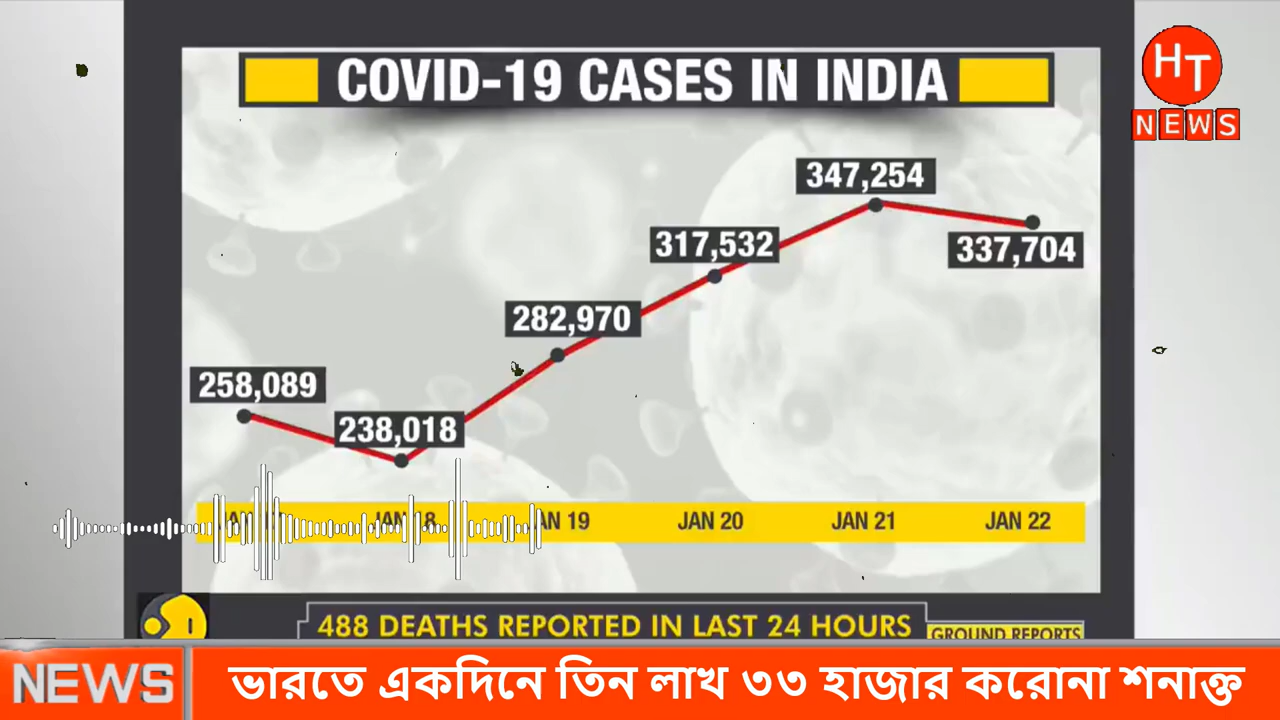 COVID-19 CASES IN INDIA
HT
NEWS
347,254
317,532
337,704
282,970
258,089
238,018
JAN 18
JAN 19
JAN 20
JAN 21
JAN 22
488 DEATHS REPORTED IN LAST 24 HOURS
GROUND REPORTS
NEWS
ভারতে একদিনে তিন লাখ ৩৩ হাজার করোনা শনাক্ত